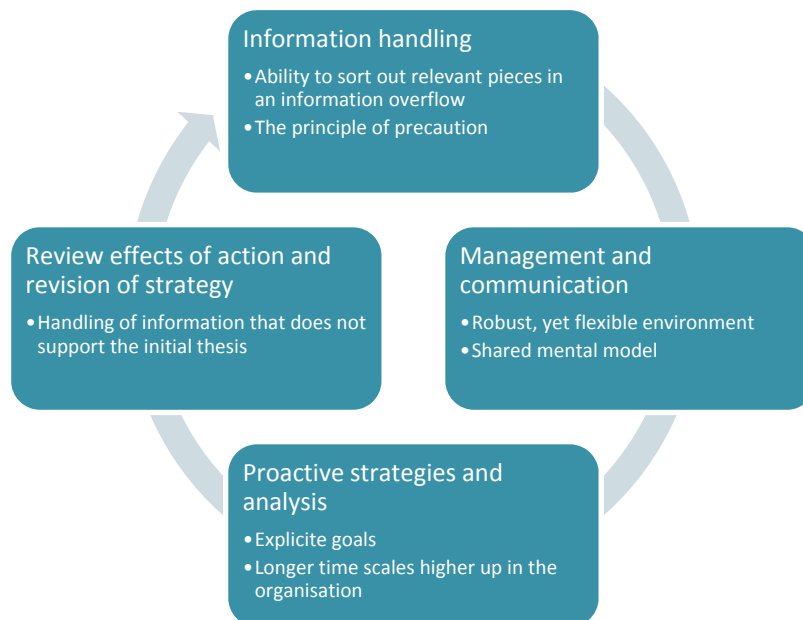 Information handling
•Ability to sort out relevant pieces in
an information overflow
•The principle of precaution
Management and
communication
•Robust, yet flexible environment
•Shared mental model
Proactive strategies and
analysis
•Explicite goals
•Longer time scales higher up in the
organisation
Review effects of action and
revision of strategy
•Handling of information that does not
support the initial thesis